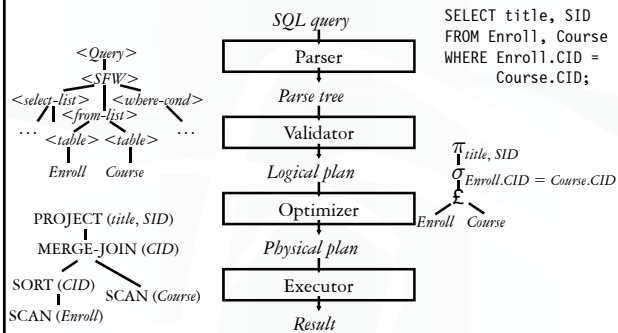 SQL query
SELECT title, SID
FROM Enroll, Course
WHERE Enroll.CID =
Course.CID;
Parser
<Query>
<SFW>
<select-list> <where-cond>
<from-list>
… …
<table> <table>
Enroll Course
Parse tree
Validator
Logical plan
π title, SID
σ Enroll.CID = Course.CID
£
Enroll Course
Optimizer
PROJECT (title, SID)
MERGE-JOIN (CID)
SORT (CID)
SCAN (Course)
SCAN (Enroll)
Physical plan
Executor
Result